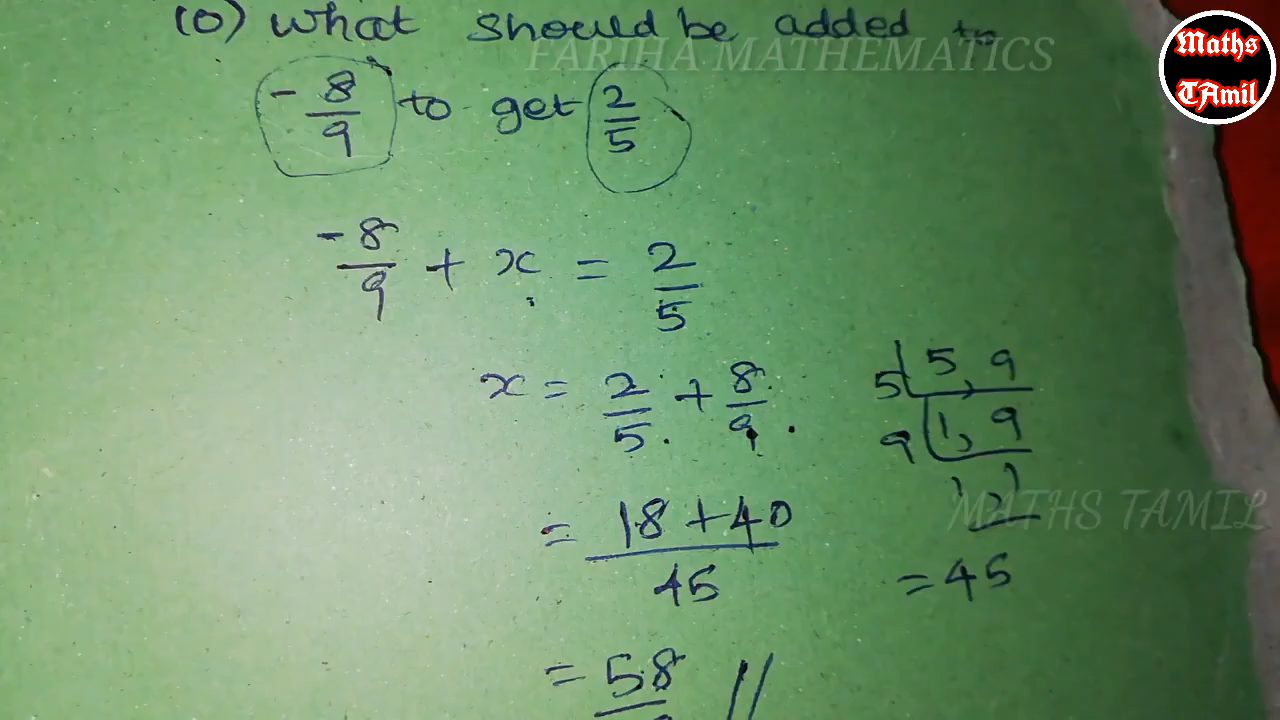 (0) What should be added to
FARIHA MATHEMATICS
Maths
TAmil
- 8/9 to get 2/5
-8/9 + x = 2/5
x = 2/5 + 8/9
5 | 5, 9
9 | 1, 9
1, 1
= 45
= 18 + 40 / 45
MATHS TAMIL
= 58 //